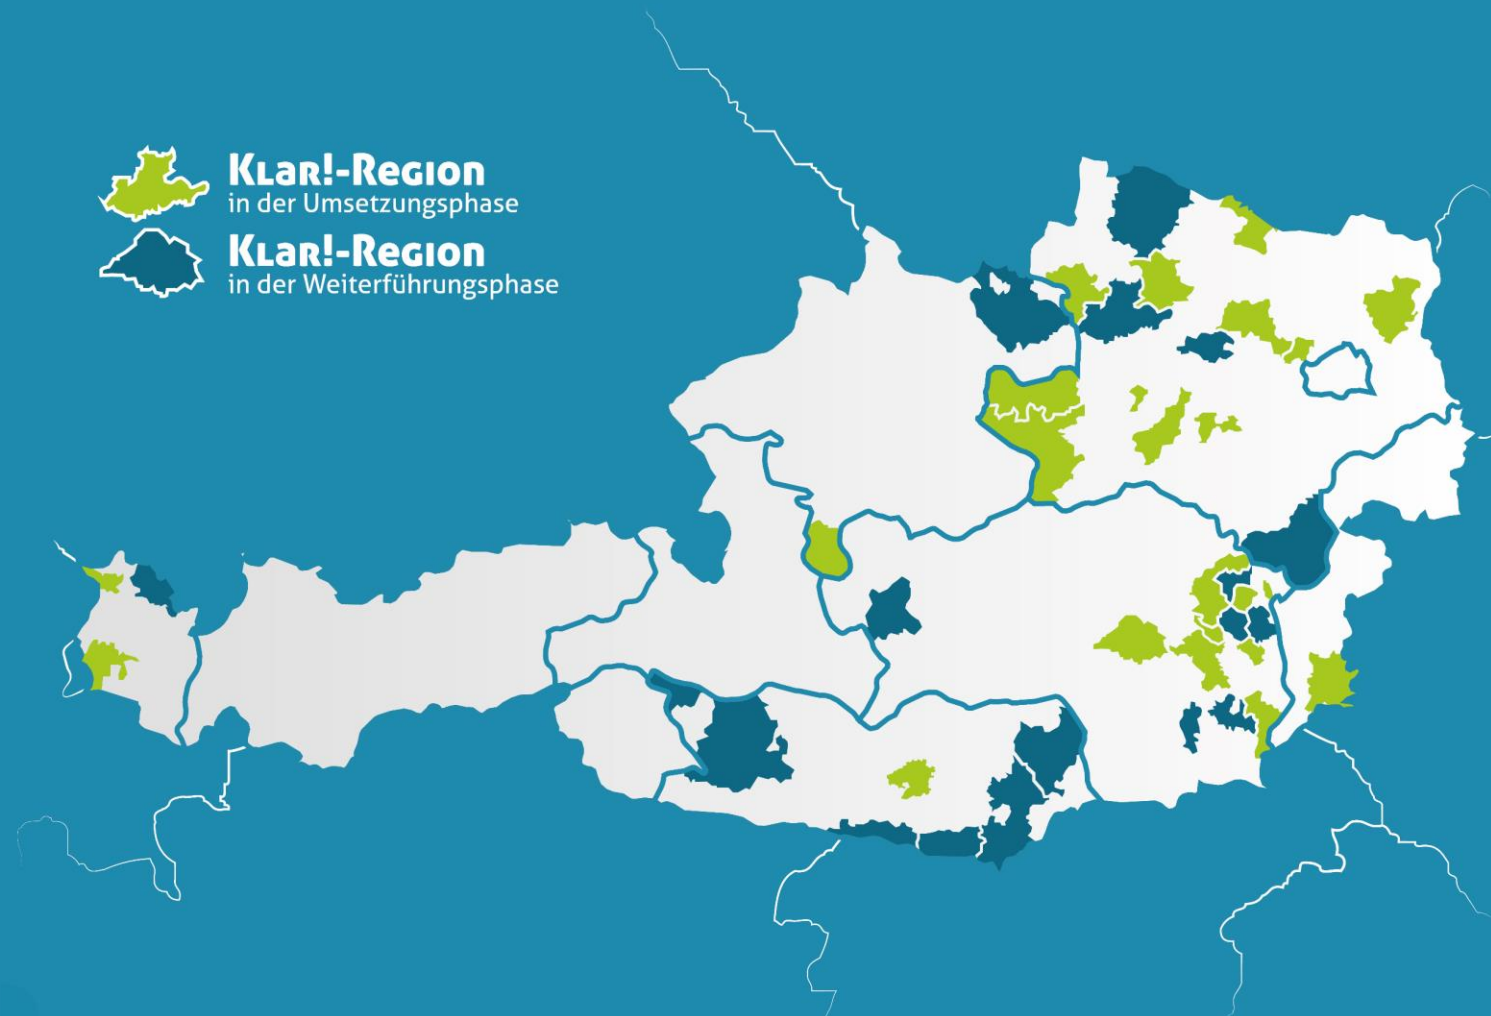 KLaR!-Region
in der Umsetzungsphase
KLaR!-Region
in der Weiterführungsphase